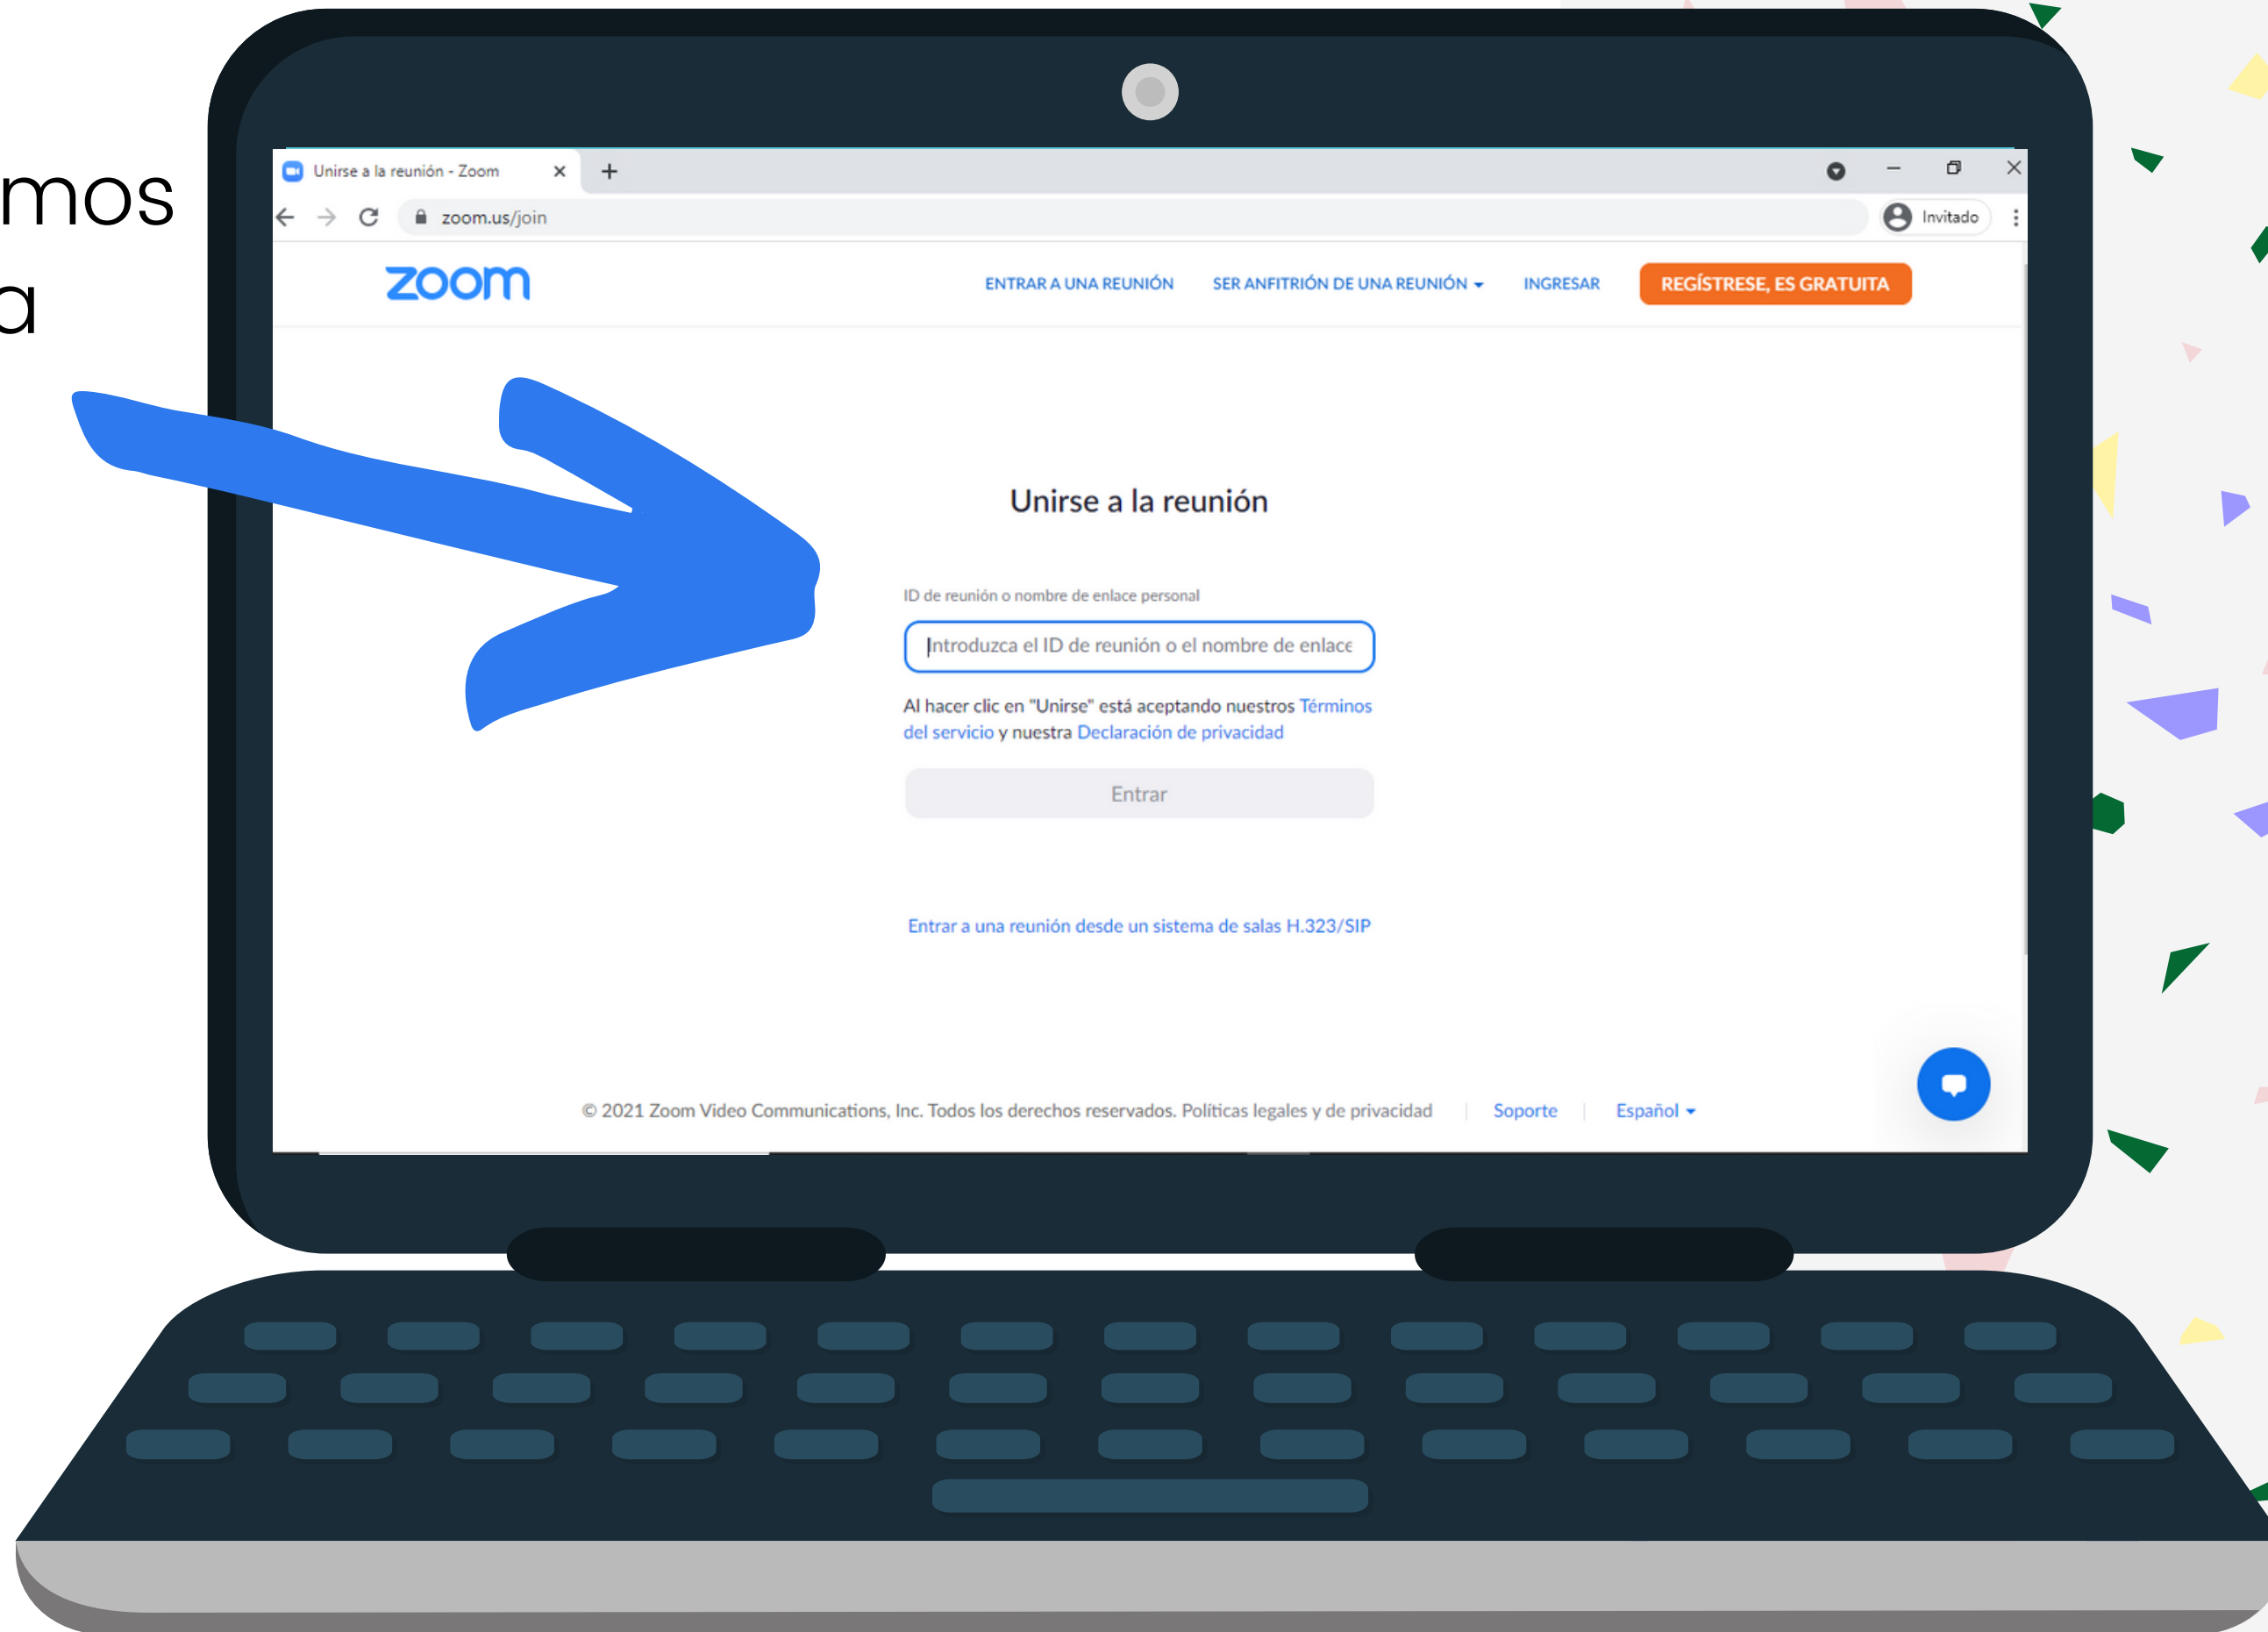 mos
a
Unirse a la reunión - Zoom
zoom.us/join
Invitado
zoom
ENTRAR A UNA REUNIÓN SER ANFITRIÓN DE UNA REUNIÓN INGRESAR REGÍSTRESE, ES GRATUITA
Unirse a la reunión
ID de reunión o nombre de enlace personal
Introduzca el ID de reunión o el nombre de enlace
Al hacer clic en "Unirse" está aceptando nuestros Términos
del servicio y nuestra Declaración de privacidad
Entrar
Entrar a una reunión desde un sistema de salas H.323/SIP
© 2021 Zoom Video Communications, Inc. Todos los derechos reservados. Políticas legales y de privacidad Soporte Español